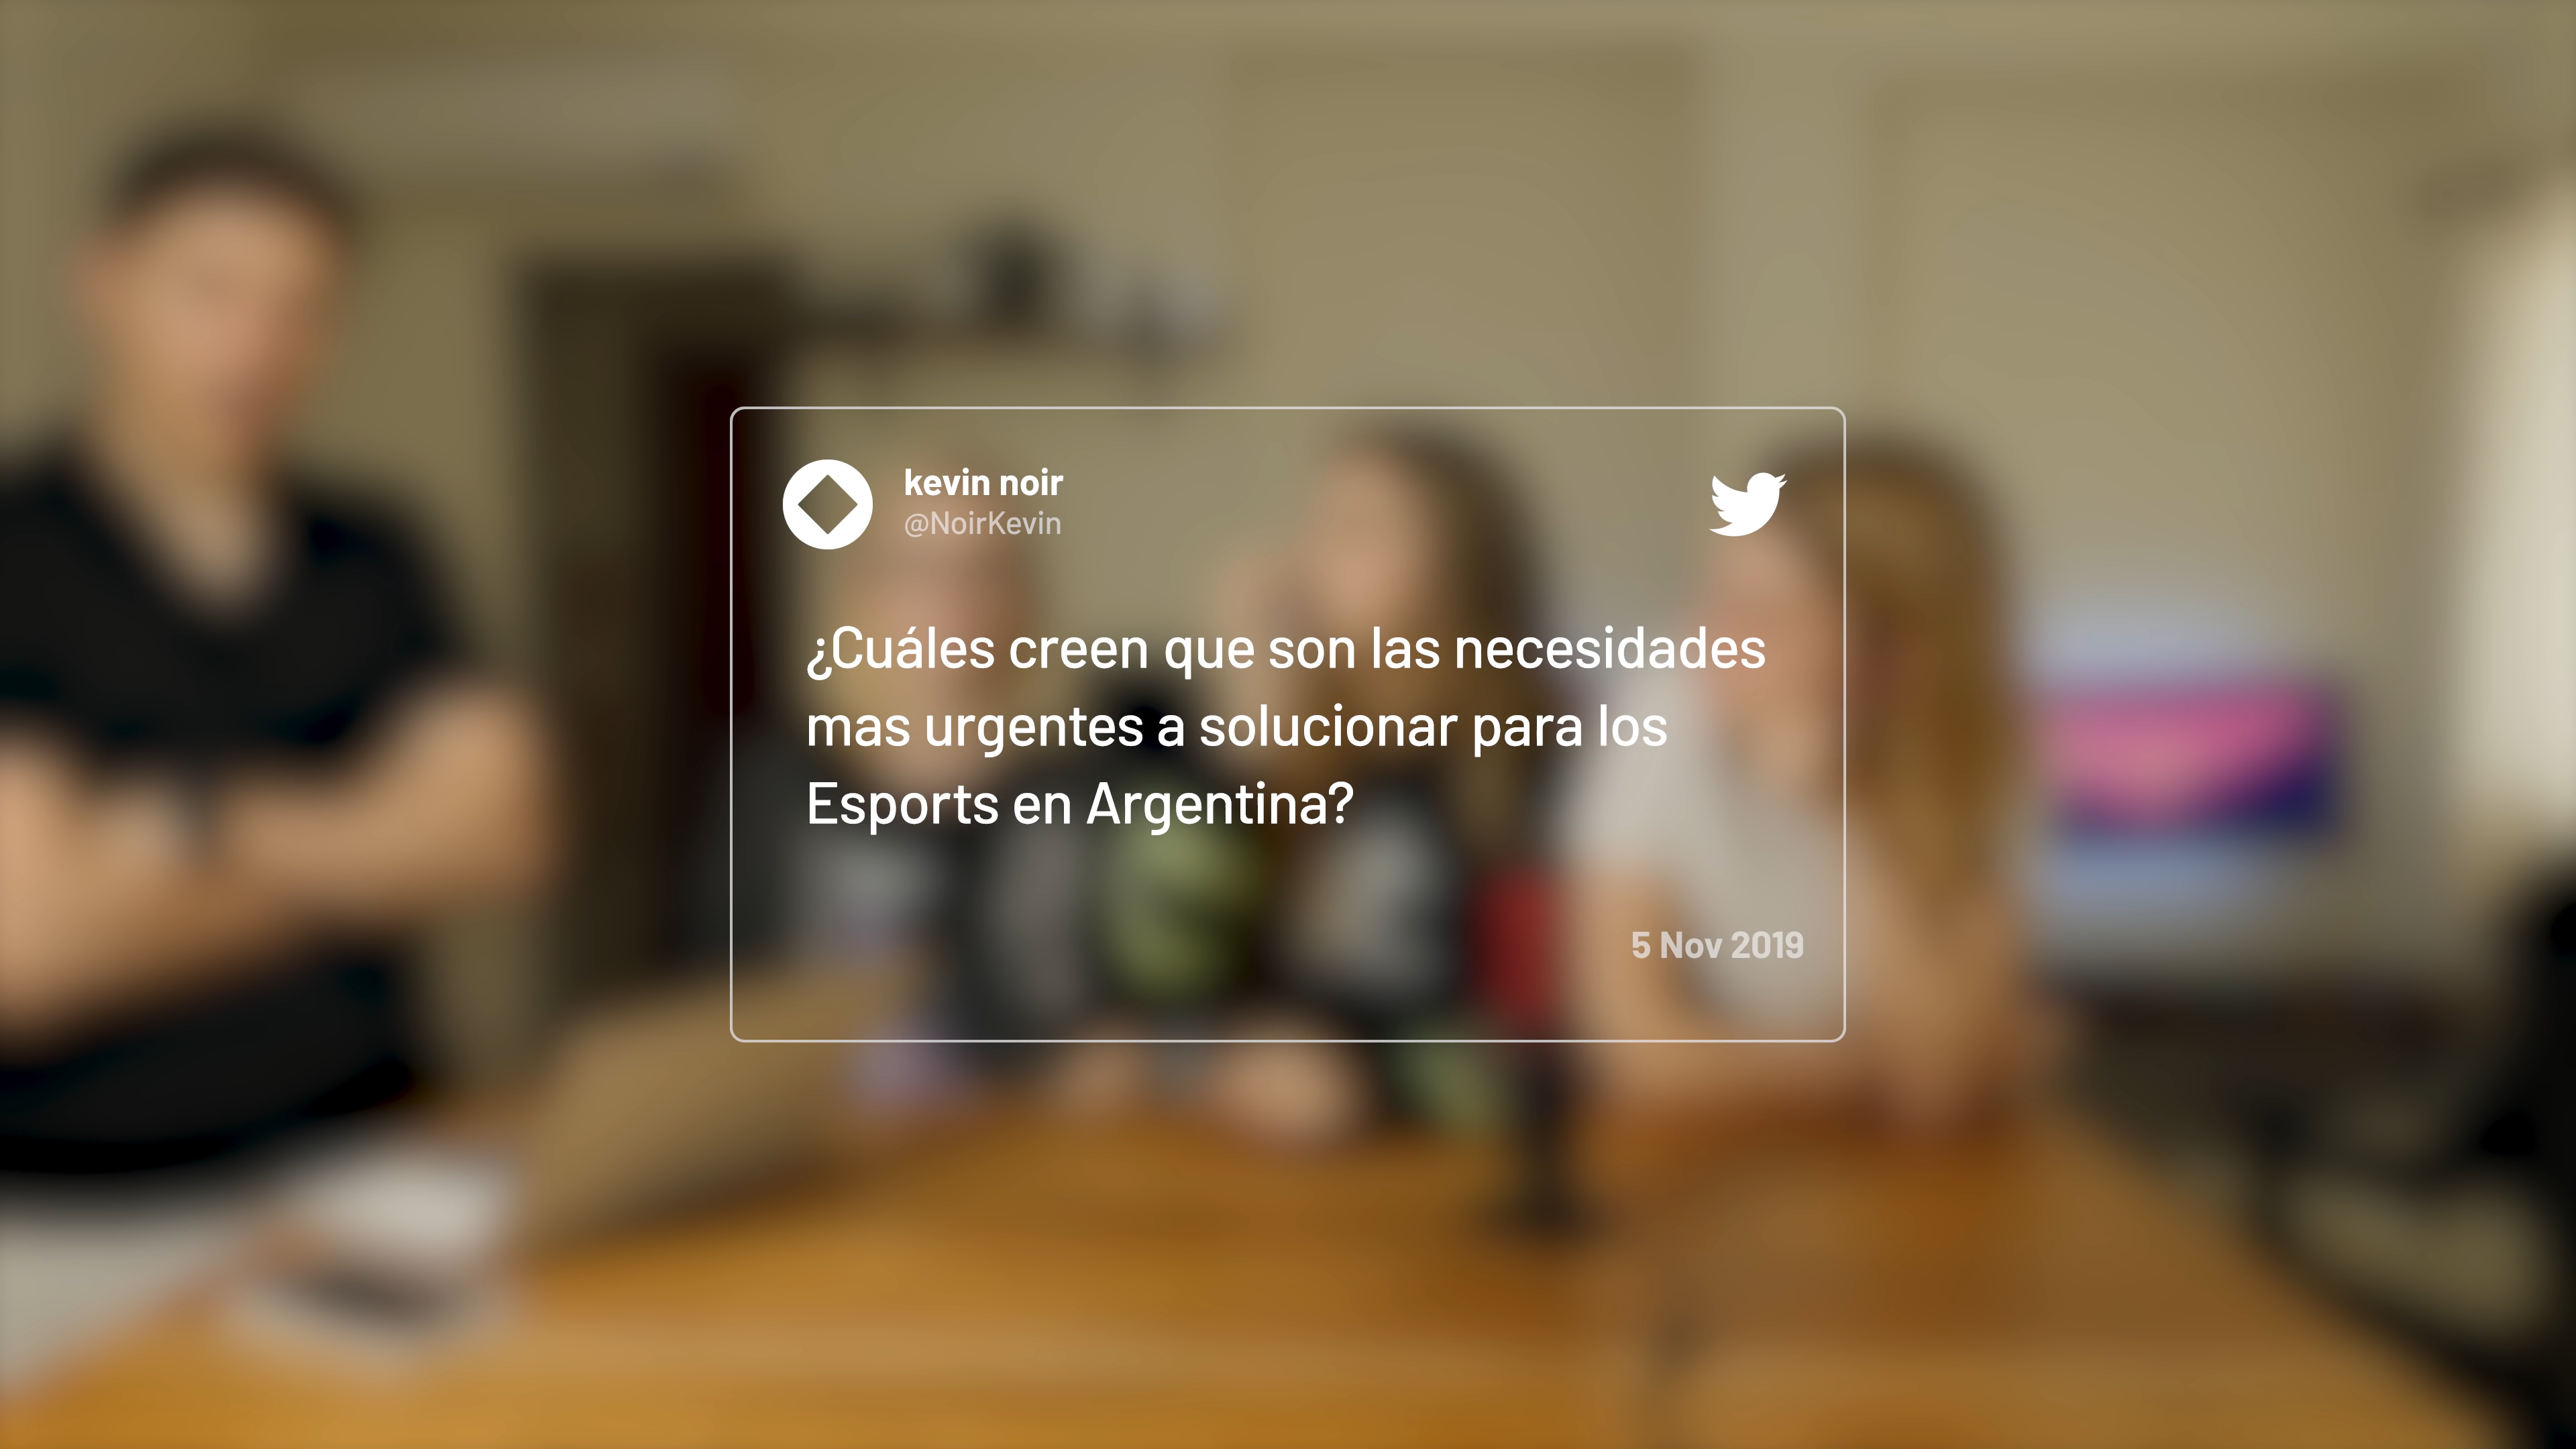 kevin noir
@NoirKevin
¿Cuáles creen que son las necesidades
mas urgentes a solucionar para los
Esports en Argentina?
5 Nov 2019